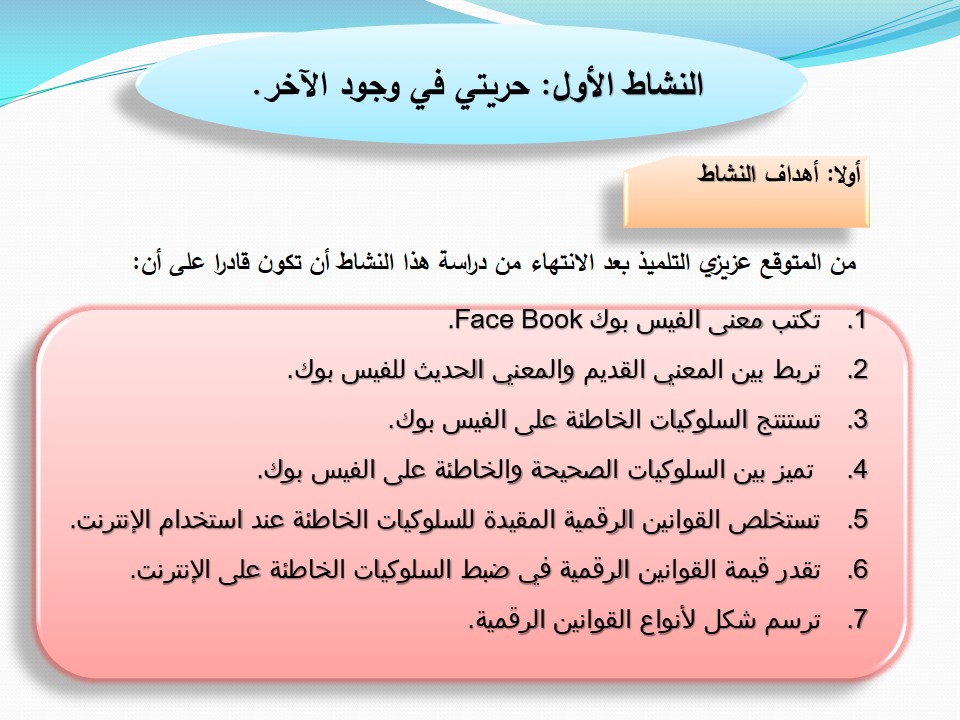 النشاط الأول: حريتي في وجود الآخر.
أولا: أهداف النشاط
من المتوقع عزيزي التلميذ بعد الانتهاء من دراسة هذا النشاط أن تكون قادرا على أن:
1. تكتب معنى الفيس بوك Face Book.
2. تربط بين المعني القديم والمعني الحديث للفيس بوك.
3. تستنتج السلوكيات الخاطئة على الفيس بوك.
4. تميز بين السلوكيات الصحيحة والخاطئة على الفيس بوك.
5. تستخلص القوانين الرقمية المقيدة للسلوكيات الخاطئة عند استخدام الإنترنت.
6. تقدر قيمة القوانين الرقمية في ضبط السلوكيات الخاطئة على الإنترنت.
7. ترسم شكل لأنواع القوانين الرقمية.